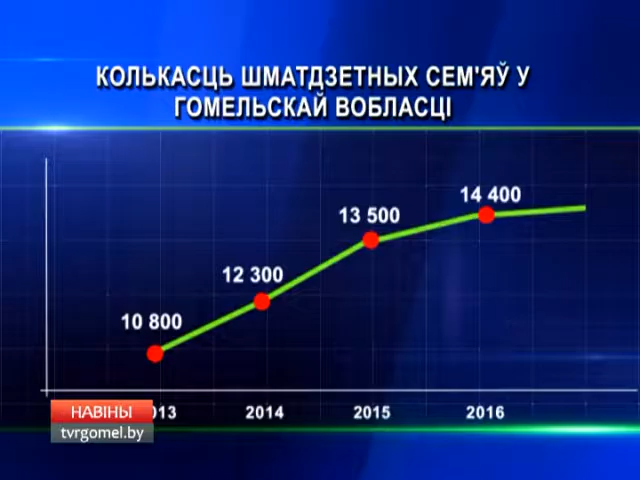 КОЛЬКАСЦЬ ШМАТДЗЕТНЫХ СЕМ'ЯЎ У
ГОМЕЛЬСКАЙ ВОБЛАСЦІ
14 400
13 500
12 300
10 800
013 2014 2015 2016
НАВІНЫ
tvrgomel.by